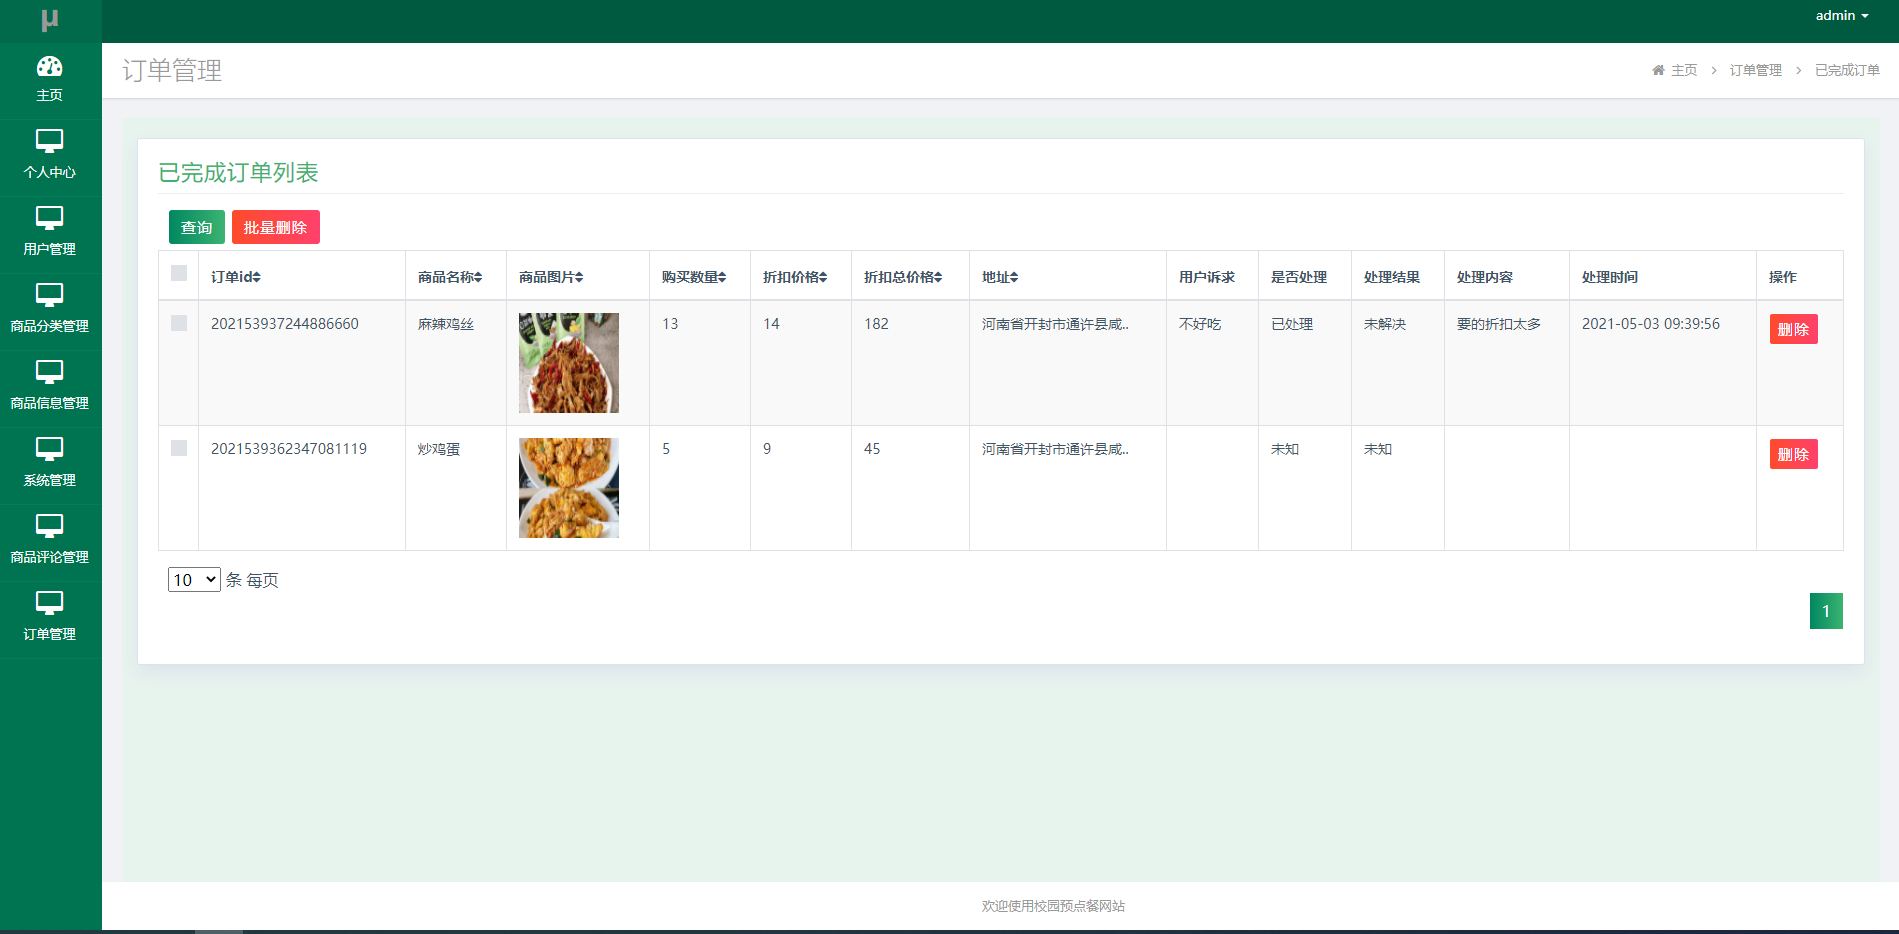 μ
admin
主页
个人中心
用户管理
商品分类管理
商品信息管理
系统管理
商品评论管理
订单管理
订单管理
主页 > 订单管理 > 已完成订单
已完成订单列表
查询 批量删除
订单id 商品名称 商品图片 购买数量 折扣价格 折扣总价格 地址 用户诉求 是否处理 处理结果 处理内容 处理时间 操作
202153937244886660 麻辣鸡丝 13 14 182 河南省开封市通许县咸.. 不好吃 已处理 未解决 要的折扣太多 2021-05-03 09:39:56 删除
2021539362347081119 炒鸡蛋 5 9 45 河南省开封市通许县咸.. 未知 未知 删除
10 条 每页
1
欢迎使用校园预点餐网站